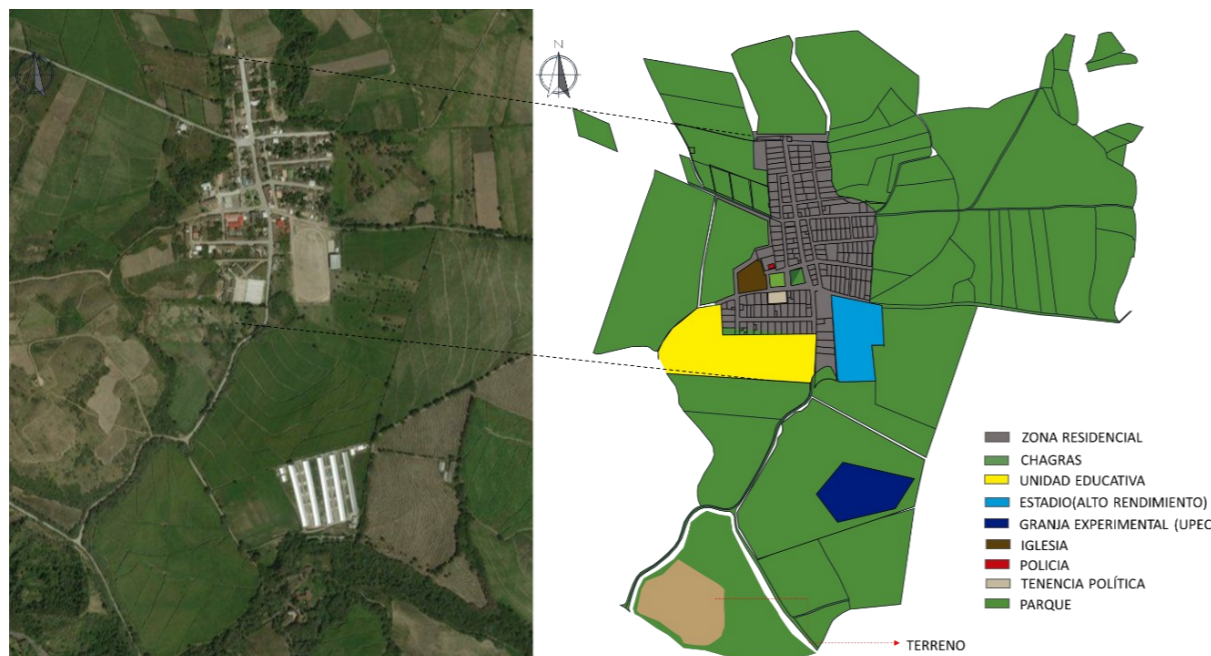 N
ZONA RESIDENCIAL
CHAGRAS
UNIDAD EDUCATIVA
ESTADIO(ALTO RENDIMIENTO)
GRANJA EXPERIMENTAL (UPEC
IGLESIA
POLICIA
TENENCIA POLÍTICA
PARQUE
TERRENO